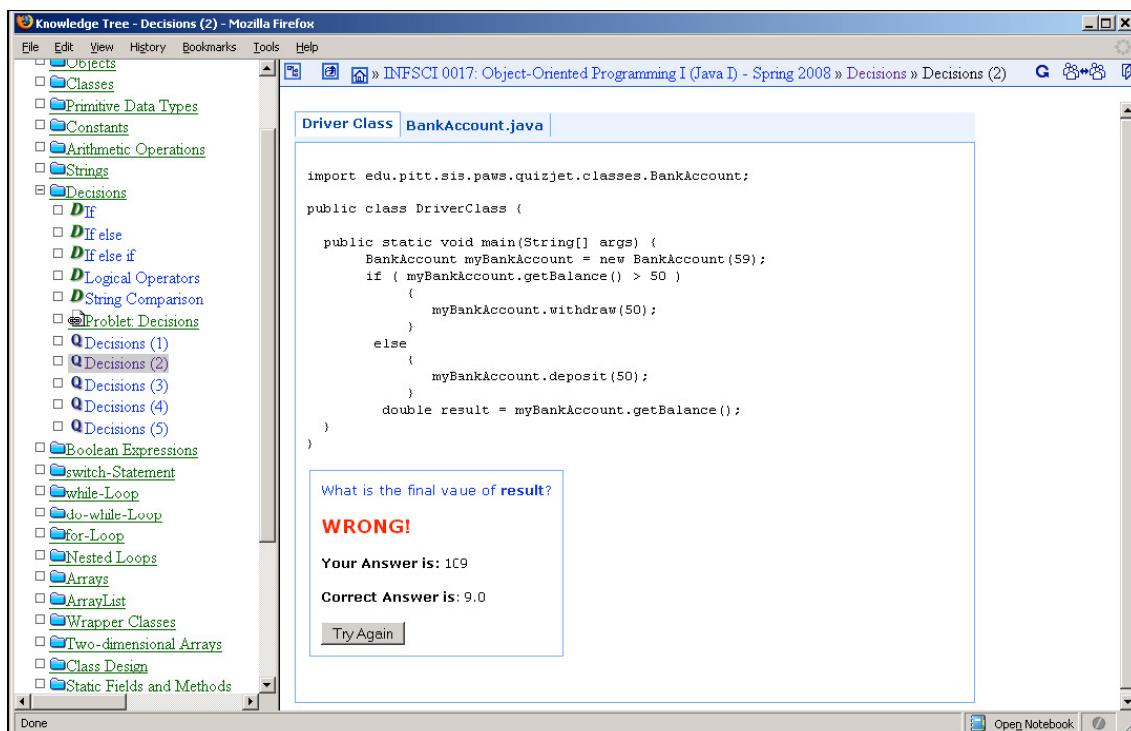 Knowledge Tree - Decisions (2) - Mozilla Firefox
File Edit View History Bookmarks Tools Help
Objects
Classes
Primitive Data Types
Constants
Arithmetic Operations
Strings
Decisions
D If
D If else
D If else if
D Logical Operators
D String Comparison
Problet: Decisions
Q Decisions (1)
Q Decisions (2)
Q Decisions (3)
Q Decisions (4)
Q Decisions (5)
Boolean Expressions
switch-Statement
while-Loop
do-while-Loop
for-Loop
Nested Loops
Arrays
ArrayList
Wrapper Classes
Two-dimensional Arrays
Class Design
Static Fields and Methods
» INFSCI 0017: Object-Oriented Programming I (Java I) - Spring 2008 » Decisions » Decisions (2) G
Driver Class BankAccount.java
import edu.pitt.sis.paws.quizjet.classes.BankAccount;
public class DriverClass {
public static void main(String[] args) {
BankAccount myBankAccount = new BankAccount(59);
if ( myBankAccount.getBalance() > 50 )
{
myBankAccount.withdraw(50);
}
else
{
myBankAccount.deposit(50);
}
double result = myBankAccount.getBalance();
}
}
What is the final vaue of result?
WRONG!
Your Answer is: 109
Correct Answer is: 9.0
Try Again
Done
Open Notebook